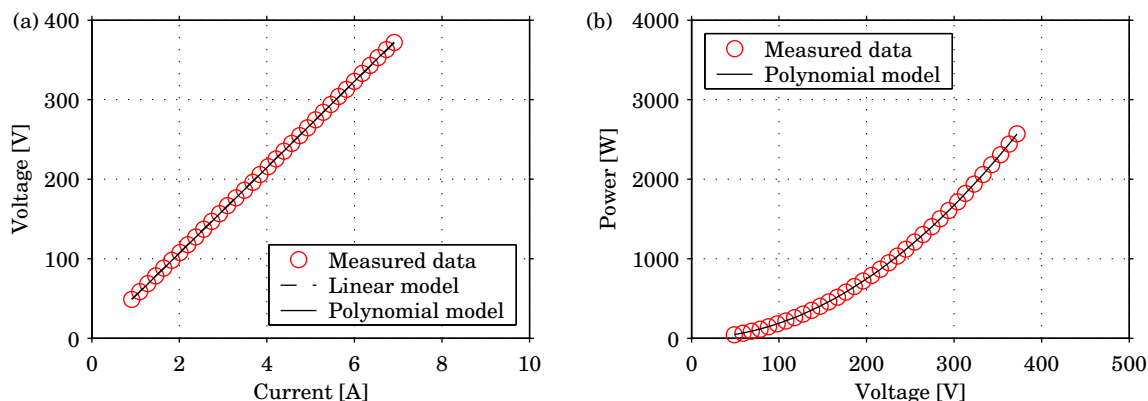 (a)
400
300
200
100
0
Voltage [V]
Measured data
Linear model
Polynomial model
0 2 4 6 8 10
Current [A]
(b)
4000
3000
2000
1000
0
Power [W]
Measured data
Polynomial model
0 100 200 300 400 500
Voltage [V]